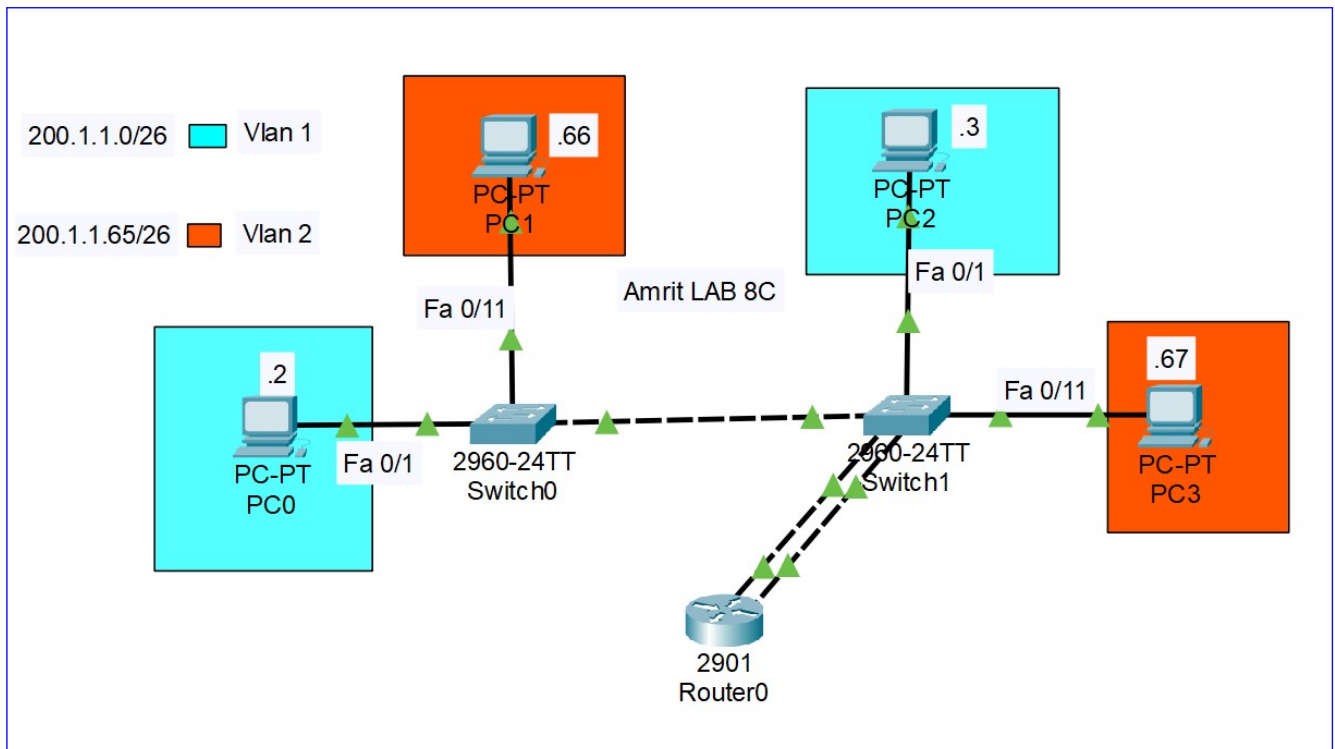 200.1.1.0/26
Vlan 1
200.1.1.65/26
Vlan 2
.66
PC-PT
PC1
Fa 0/11
.3
PC-PT
PC2
Fa 0/1
Amrit LAB 8C
.2
PC-PT
PC0
Fa 0/1
2960-24TT
Switch0
2960-24TT
Switch1
Fa 0/11
.67
PC-PT
PC3
2901
Router0